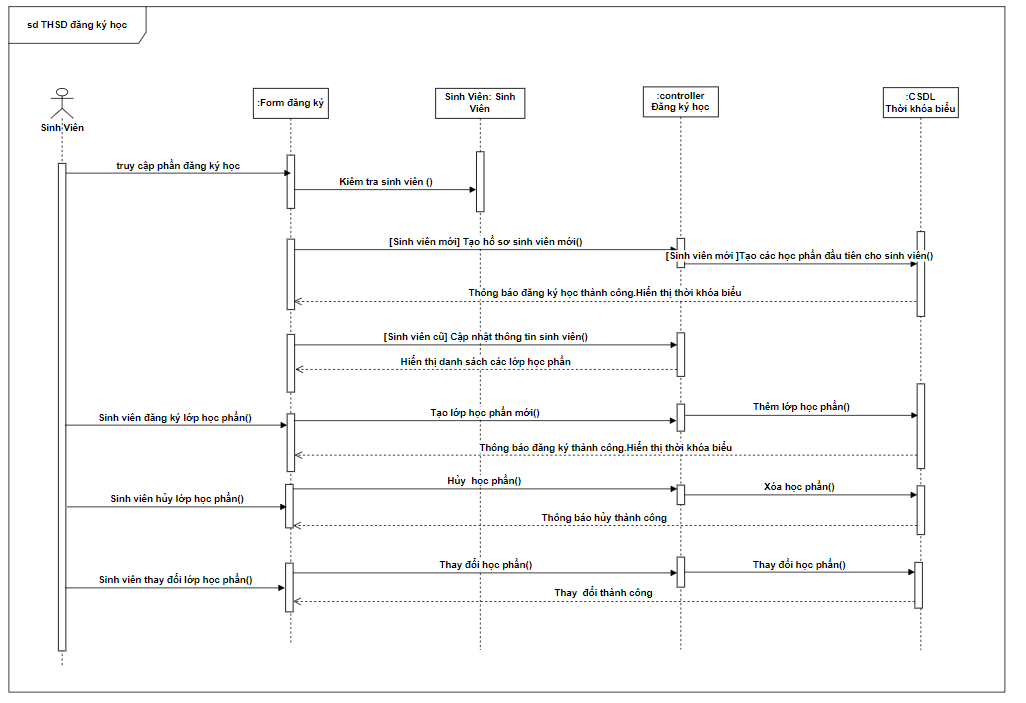 sd THSD đăng ký học
:Form đăng ký
Sinh Viên: Sinh
Viên
:controller
Đăng ký học
:CSDL
Thời khóa biểu
Sinh Viên
truy cập phần đăng ký học
Kiểm tra sinh viên ()
[Sinh viên mới] Tạo hồ sơ sinh viên mới()
[Sinh viên mới ]Tạo các học phần đầu tiên cho sinh viên()
Thông báo đăng ký học thành công.Hiển thị thời khóa biểu
[Sinh viên cũ] Cập nhật thông tin sinh viên()
Hiển thị danh sách các lớp học phần
Sinh viên đăng ký lớp học phần()
Tạo lớp học phần mới()
Thêm lớp học phần()
Thông báo đăng ký thành công.Hiển thị thời khóa biểu
Hủy  học phần()
Sinh viên hủy lớp học phần()
Xóa học phần()
Thông báo hủy thành công
Thay đổi học phần()
Thay đổi học phần()
Sinh viên thay đổi lớp học phần()
Thay  đổi thành công